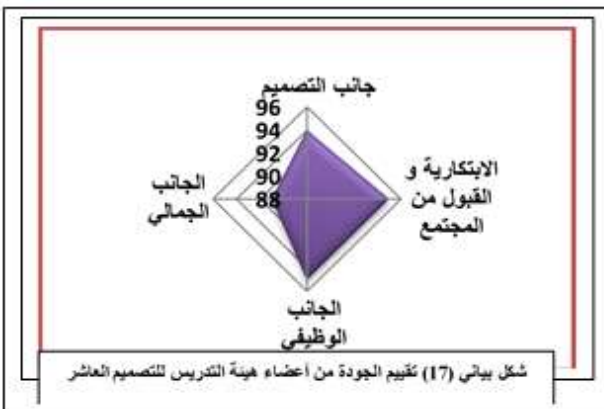 جانب التصميم
96
94
92
90
88
الابتكارية و
القبول من
المجتمع
الجانب
الجمالي
الجانب
الوظيفي
شكل بياني (17) تقييم الجودة من أعضاء هيئة التدريس للتصميم العاشر